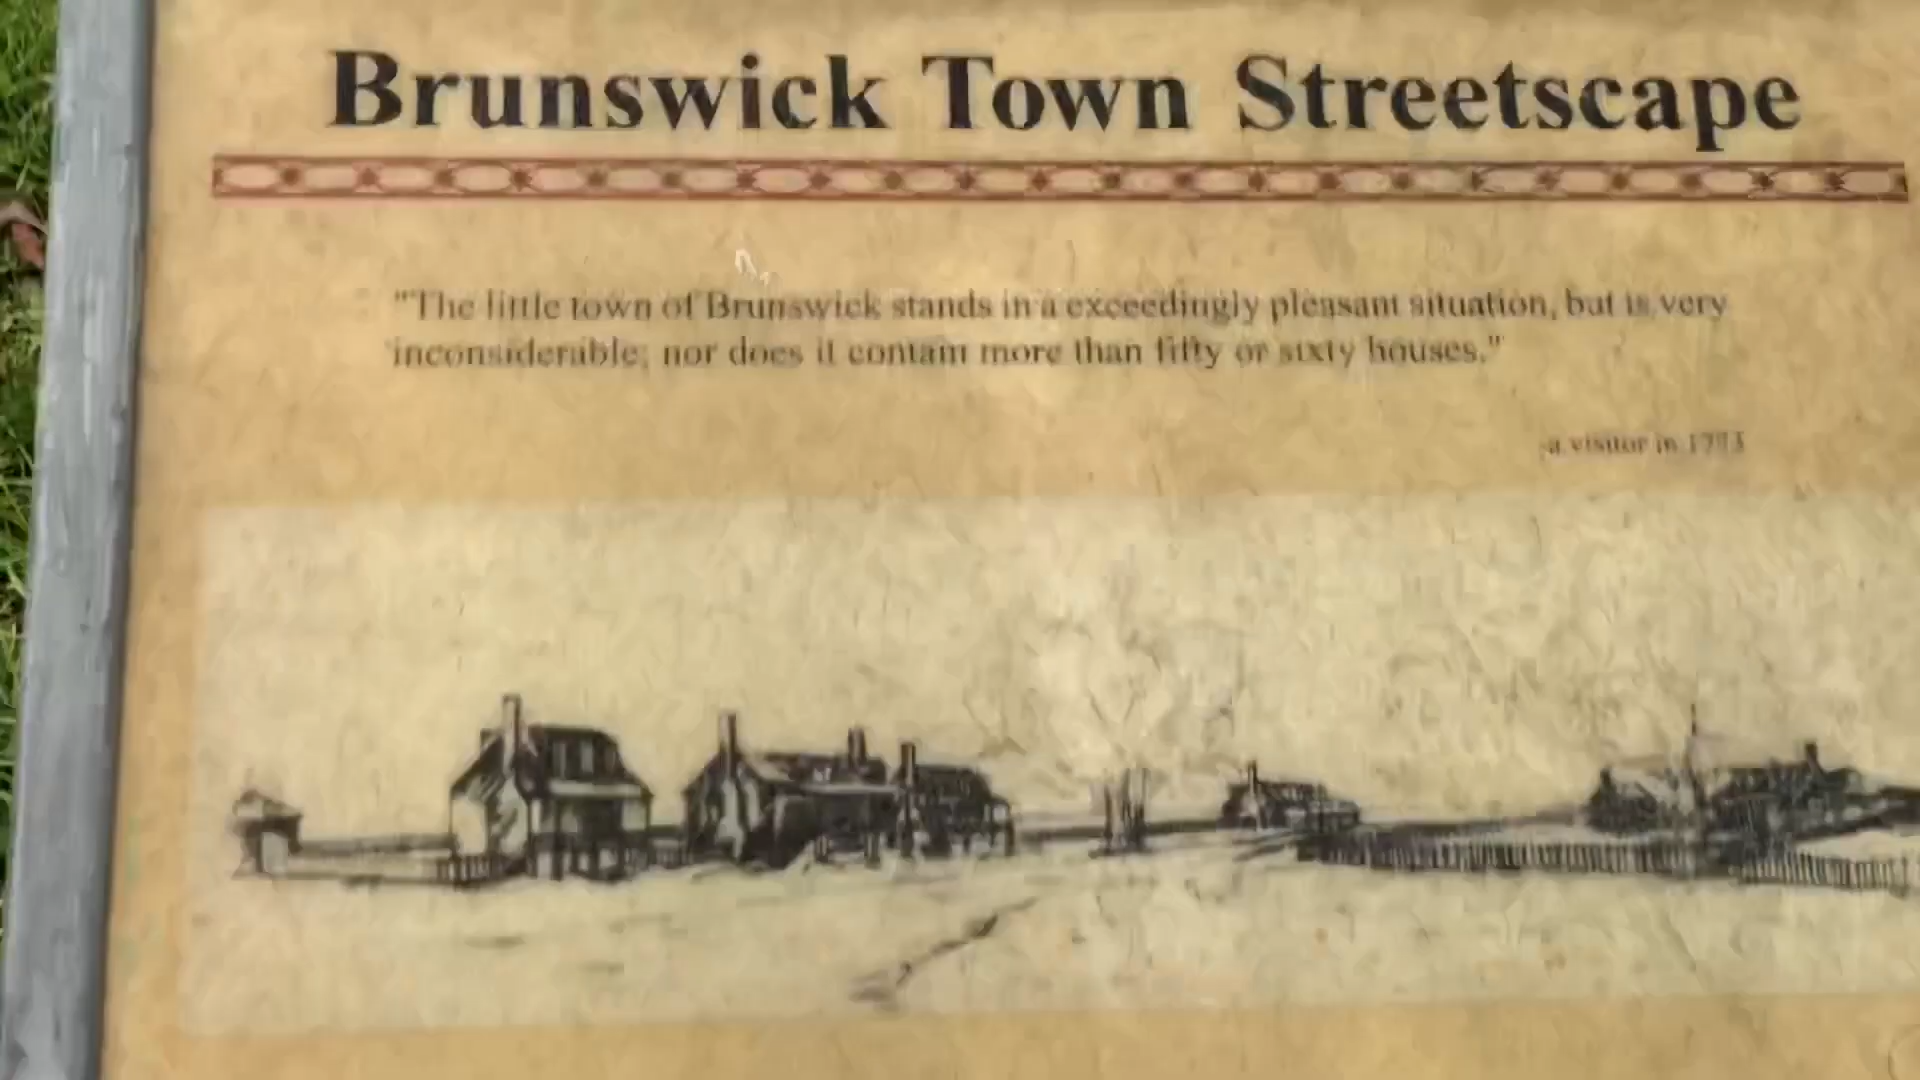 Brunswick Town Streetscape
"The little town of Brunswick stands in a exceedingly pleasant situation, but is very
inconsiderable; nor does it contain more than fifty or sixty houses."
-a visitor in